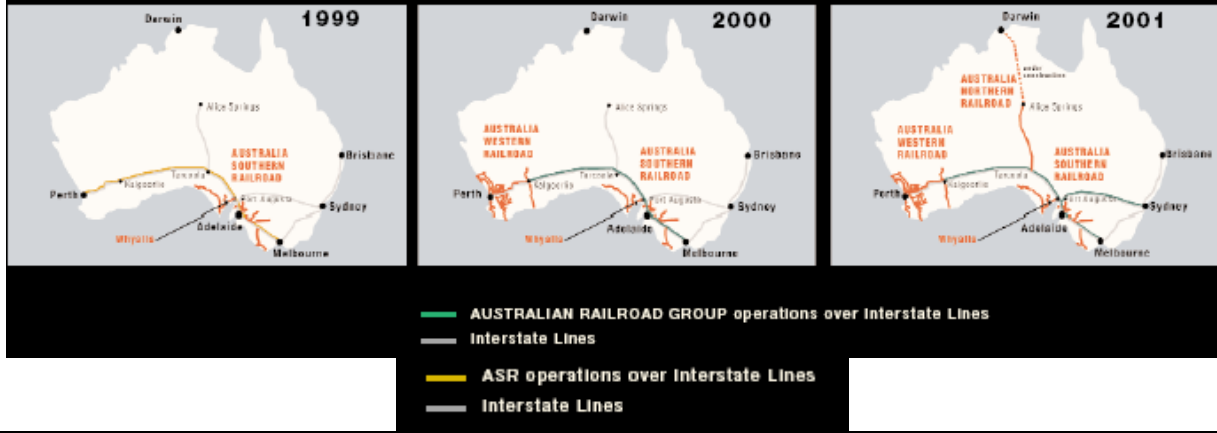 1999
Darwin
Alice Springs
AUSTRALIA
SOUTHERN
RAILROAD
Brisbane
Tarcoola
Kalgoorlie
Perth
Port Augusta
Sydney
Whyalla
Adelaide
Melbourne
2000
Darwin
Alice Springs
AUSTRALIA
WESTERN
RAILROAD
AUSTRALIA
SOUTHERN
RAILROAD
Brisbane
Tarcoola
Kalgoorlie
Perth
Port Augusta
Sydney
Whyalla
Adelaide
Melbourne
2001
Darwin
under
construction
AUSTRALIA
NORTHERN
RAILROAD
Alice Springs
AUSTRALIA
WESTERN
RAILROAD
AUSTRALIA
SOUTHERN
RAILROAD
Brisbane
Tarcoola
Kalgoorlie
Perth
Port Augusta
Sydney
Whyalla
Adelaide
Melbourne
AUSTRALIAN RAILROAD GROUP operations over Interstate Lines
Interstate Lines
ASR operations over Interstate Lines
Interstate Lines